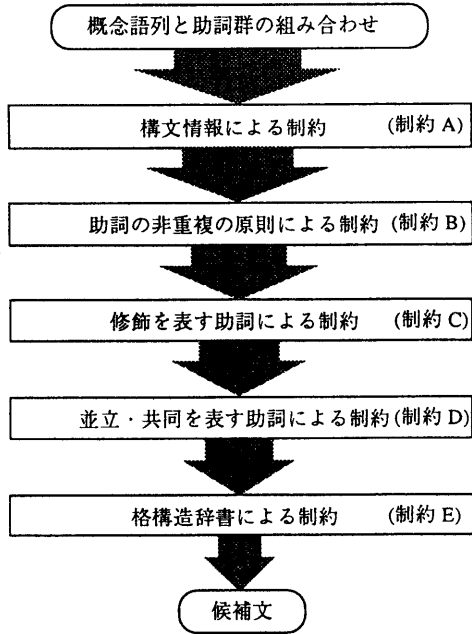 概念語列と助詞群の組み合わせ
構文情報による制約 (制約 A)
助詞の非重複の原則による制約 (制約 B)
修飾を表す助詞による制約 (制約 C)
並立・共同を表す助詞による制約 (制約 D)
格構造辞書による制約 (制約 E)
候補文